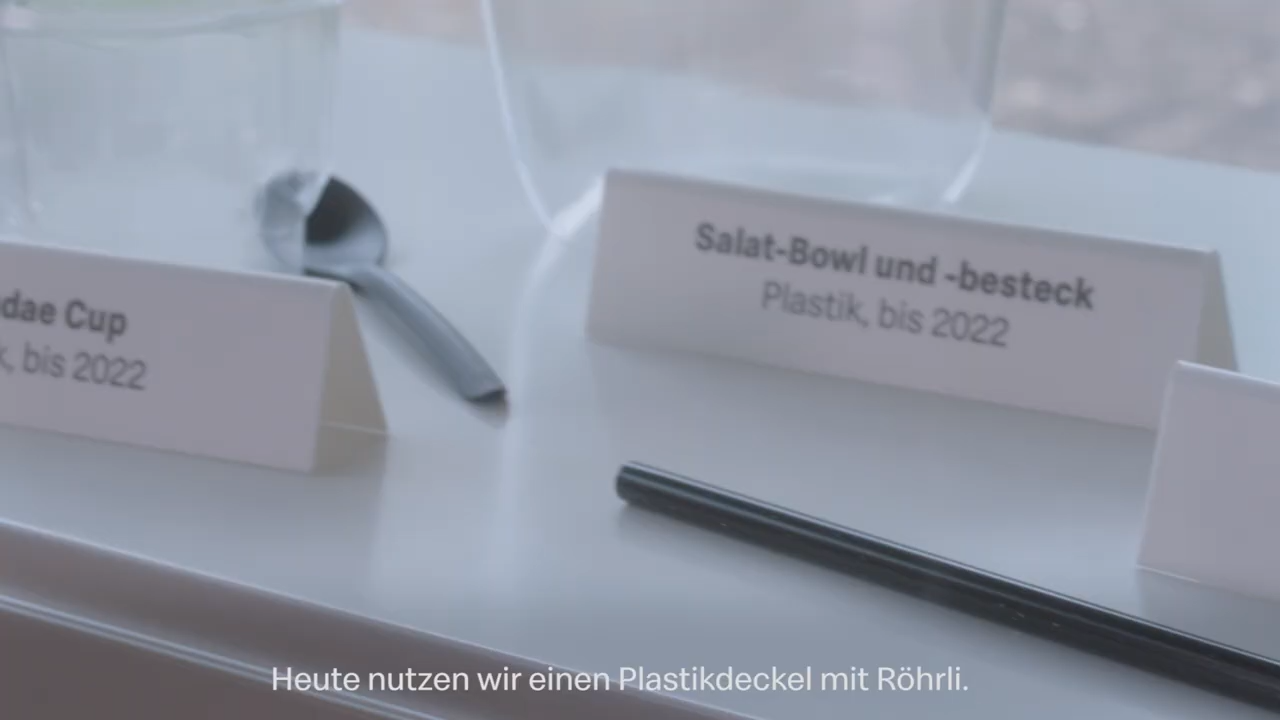 dae Cup
, bis 2022
Salat-Bowl und -besteck
Plastik, bis 2022
Heute nutzen wir einen Plastikdeckel mit Röhrli.